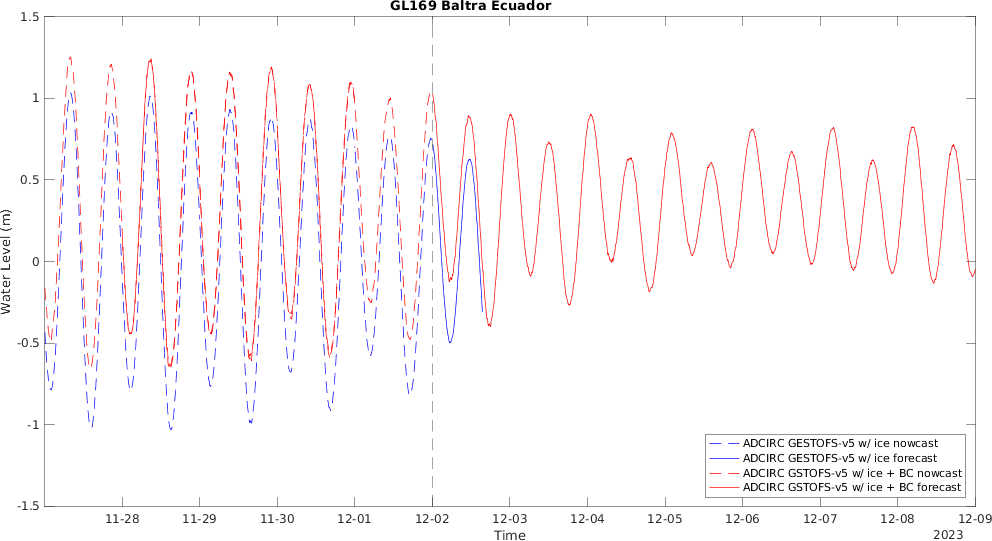 GL169 Baltra Ecuador
1.5
1
0.5
0
-0.5
-1
-1.5
Water Level (m)
ADCIRC GESTOFS-v5 w/ ice nowcast
ADCIRC GESTOFS-v5 w/ ice forecast
ADCIRC GSTOFS-v5 w/ ice + BC nowcast
ADCIRC GSTOFS-v5 w/ ice + BC forecast
11-28 11-29 11-30 12-01 12-02 12-03 12-04 12-05 12-06 12-07 12-08 12-09
Time
2023